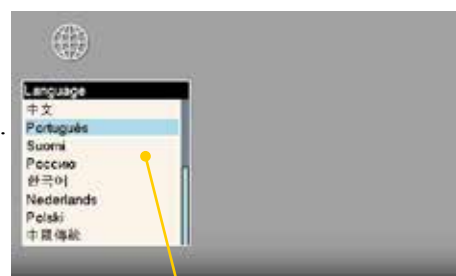 Language
中文
Português
Suomi
Россию
한국어
Nederlands
Polski
中國傳統